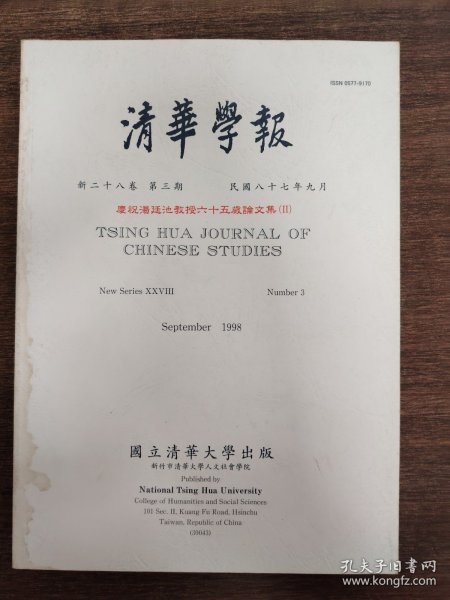 ISSN 0577-9170
清華學報
新二十八卷 第三期 民國八十七年九月
慶祝湯廷池教授六十五歲論文集(II)
TSING HUA JOURNAL OF
CHINESE STUDIES
New Series XXVIII Number 3
September 1998
國立清華大學出版
新竹市清華大學人文社會學院
Published by
National Tsing Hua University
College of Humanities and Social Sciences
101 Sec. II, Kuang Fu Road, Hsinchu
Taiwan, Republic of China
(30043)
孔夫子旧书网
www.kongfz.com